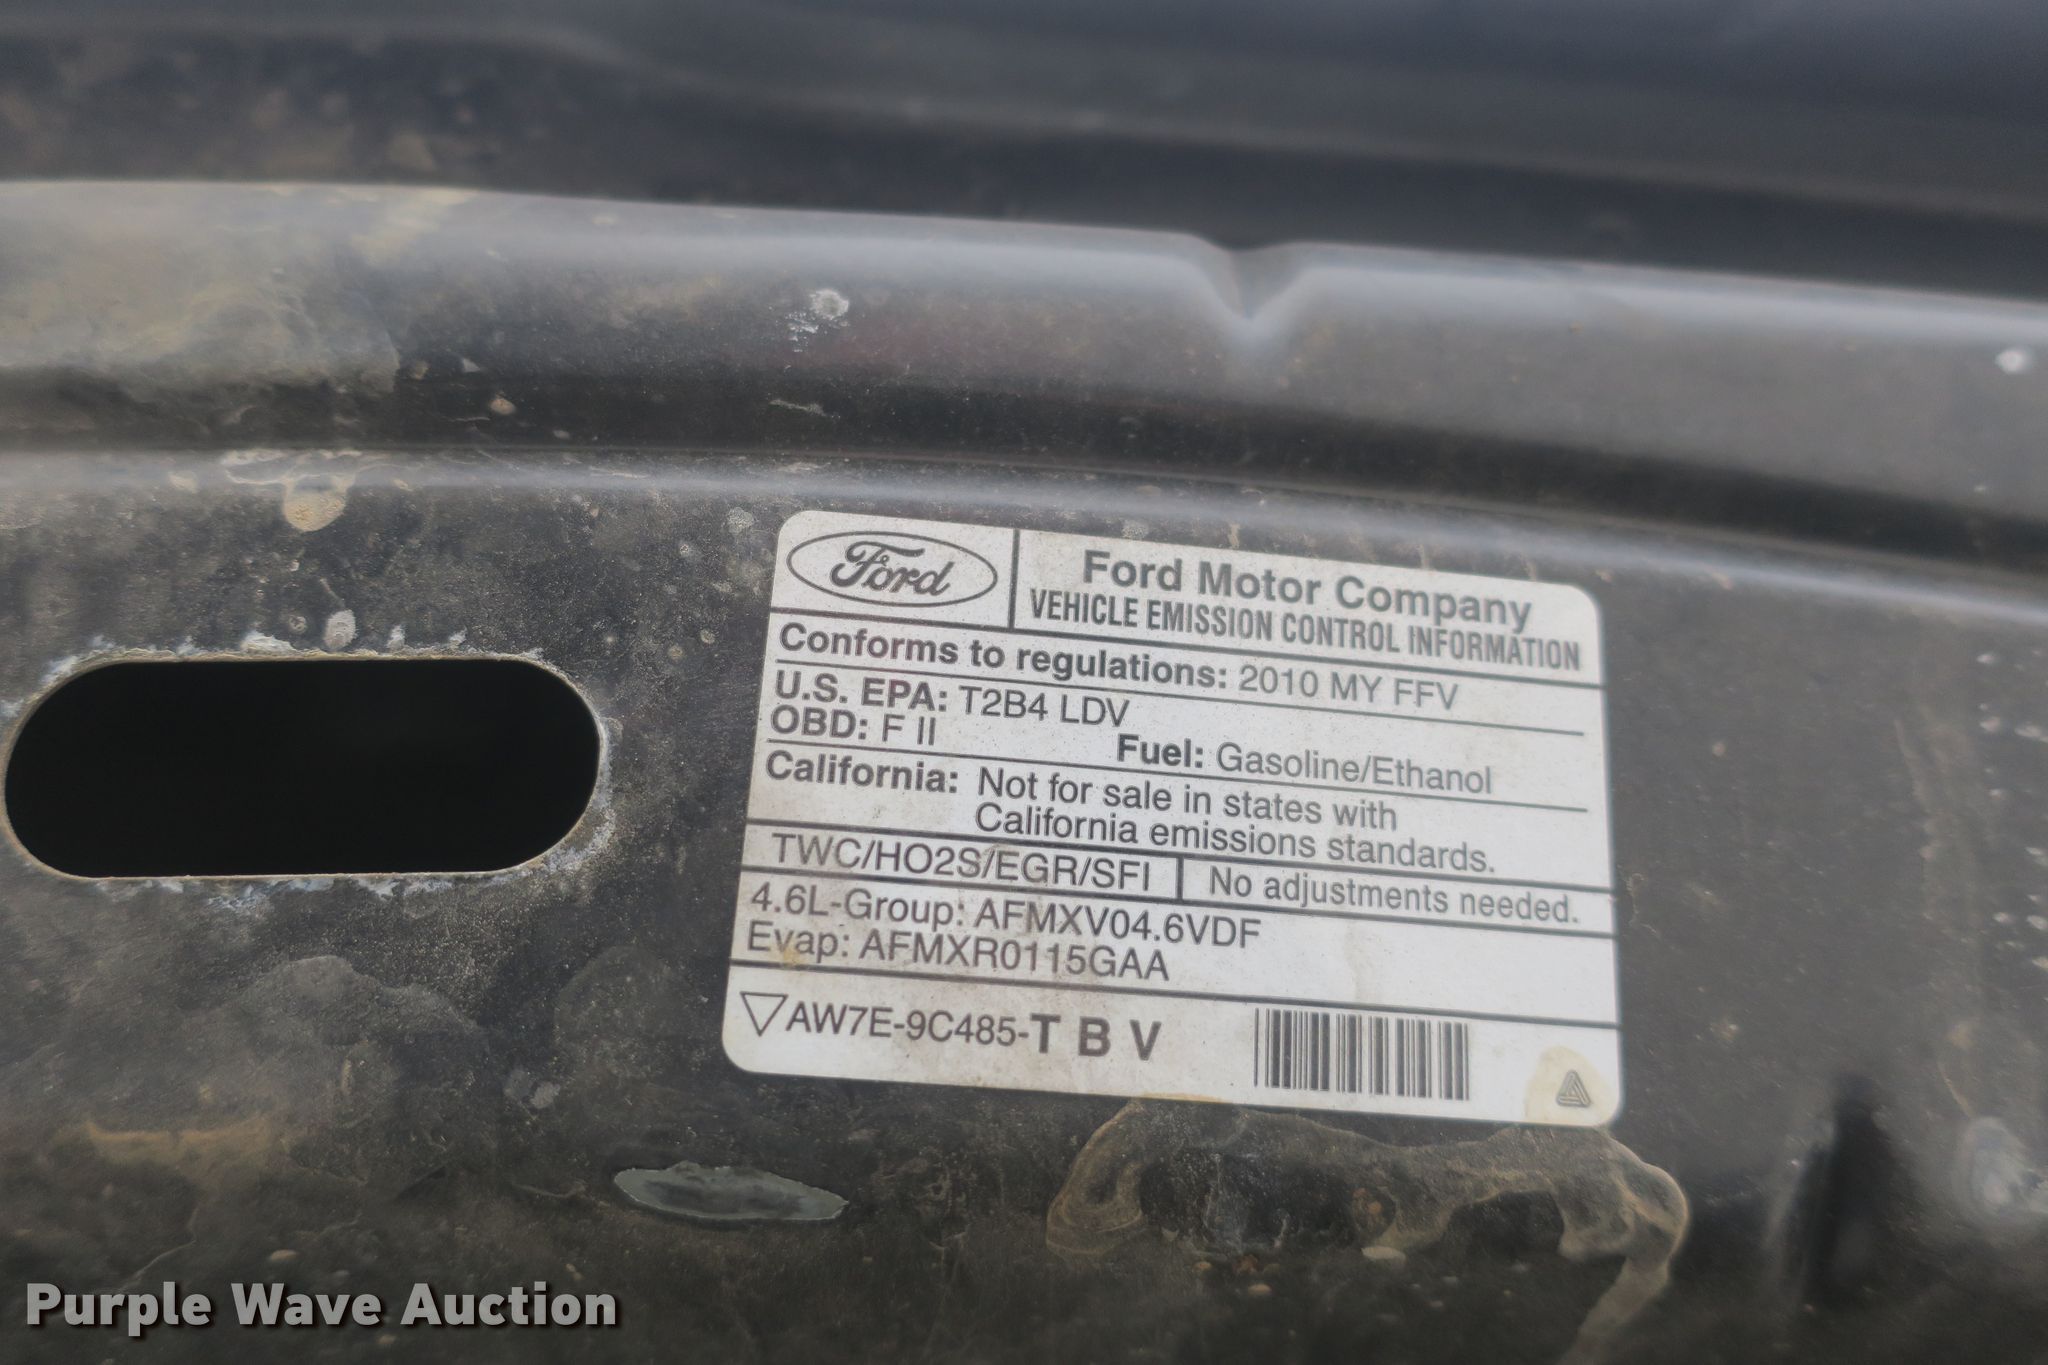 Ford
Ford Motor Company
VEHICLE EMISSION CONTROL INFORMATION
Conforms to regulations: 2010 MY FFV
U.S. EPA: T2B4 LDV
OBD: F II Fuel: Gasoline/Ethanol
California: Not for sale in states with
California emissions standards.
TWC/HO2S/EGR/SFI No adjustments needed.
4.6L-Group: AFMXV04.6VDF
Evap: AFMXR0115GAA
AW7E-9C485-T B V
Purple Wave Auction